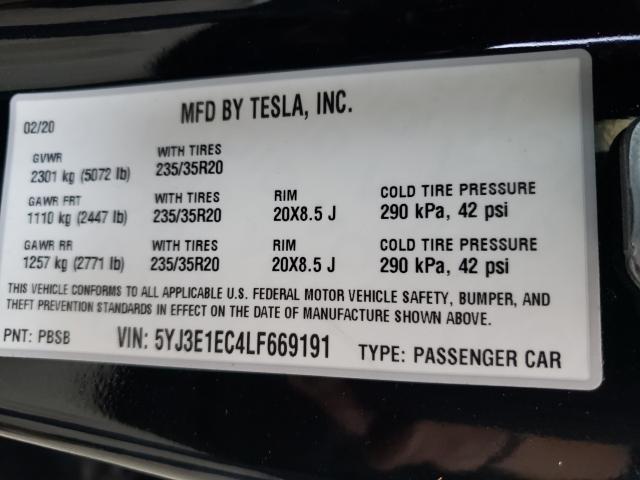 MFD BY TESLA, INC.
02/20
GVWR WITH TIRES
2301 kg (5072 lb) 235/35R20
GAWR FRT WITH TIRES RIM COLD TIRE PRESSURE
1110 kg (2447 lb) 235/35R20 20X8.5 J 290 kPa, 42 psi
GAWR RR WITH TIRES RIM COLD TIRE PRESSURE
1257 kg (2771 lb) 235/35R20 20X8.5 J 290 kPa, 42 psi
THIS VEHICLE CONFORMS TO ALL APPLICABLE U.S. FEDERAL MOTOR VEHICLE SAFETY, BUMPER, AND
THEFT PREVENTION STANDARDS IN EFFECT ON THE DATE OF MANUFACTURE SHOWN ABOVE.
PNT: PBSB VIN: 5YJ3E1EC4LF669191 TYPE: PASSENGER CAR